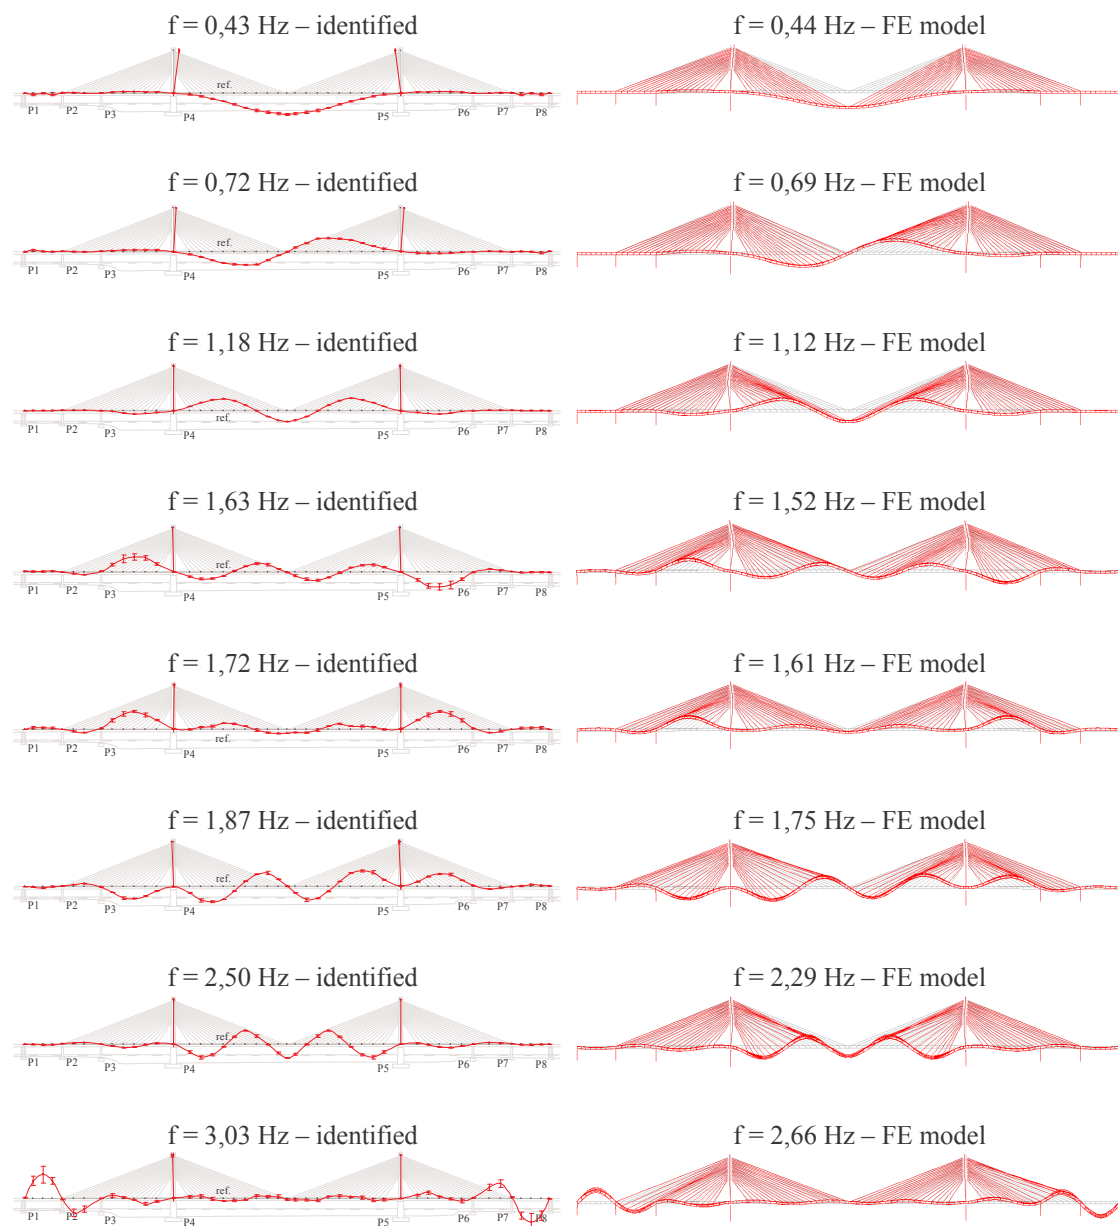 f = 0,43 Hz – identified
f = 0,44 Hz – FE model
ref.
P1 P2 P3 P4 P5 P6 P7 P8
f = 0,72 Hz – identified
f = 0,69 Hz – FE model
ref.
P1 P2 P3 P4 P5 P6 P7 P8
f = 1,18 Hz – identified
f = 1,12 Hz – FE model
ref.
P1 P2 P3 P4 P5 P6 P7 P8
f = 1,63 Hz – identified
f = 1,52 Hz – FE model
ref.
P1 P2 P3 P4 P5 P6 P7 P8
f = 1,72 Hz – identified
f = 1,61 Hz – FE model
ref.
P1 P2 P3 P4 P5 P6 P7 P8
f = 1,87 Hz – identified
f = 1,75 Hz – FE model
ref.
P1 P2 P3 P4 P5 P6 P7 P8
f = 2,50 Hz – identified
f = 2,29 Hz – FE model
ref.
P1 P2 P3 P4 P5 P6 P7 P8
f = 3,03 Hz – identified
f = 2,66 Hz – FE model
ref.
P1 P2 P3 P4 P5 P6 P7 P8